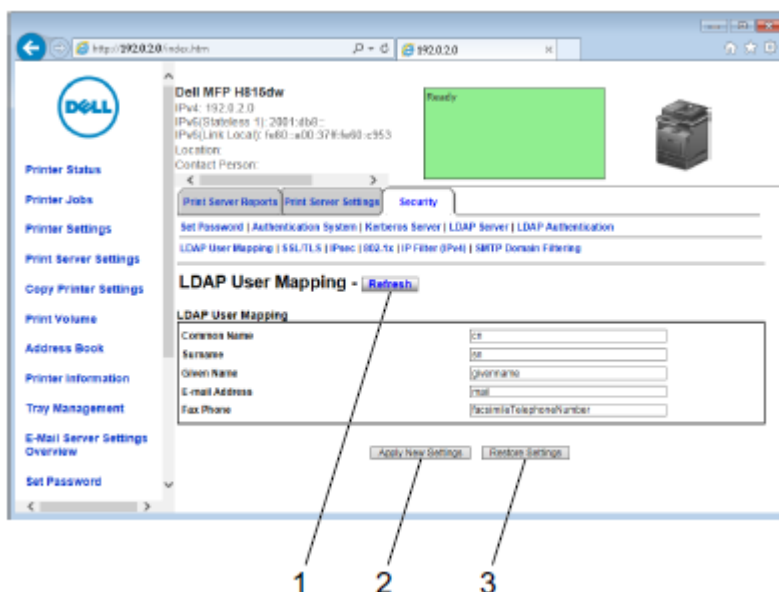 http://192.0.2.0/index.htm
192.0.2.0
DELL
Dell MFP H815dw
IPv4: 192.0.2.0
IPv6(Stateless 1): 2001:db8::
IPv6(Link Local): fe80::a00:37ff:fe60:c953
Location:
Contact Person:
Ready
Printer Status
Printer Jobs
Printer Settings
Print Server Settings
Copy Printer Settings
Print Volume
Address Book
Printer Information
Tray Management
E-Mail Server Settings
Overview
Set Password
Print Server Reports
Print Server Settings
Security
Set Password | Authentication System | Kerberos Server | LDAP Server | LDAP Authentication
LDAP User Mapping | SSL/TLS | IPsec | 802.1x | IP Filter (IPv4) | SMTP Domain Filtering
LDAP User Mapping - Refresh
LDAP User Mapping
Common Name cn
Surname sn
Given Name givenname
E-mail Address mail
Fax Phone facsimileTelephoneNumber
Apply New Settings Restore Settings
1 2 3